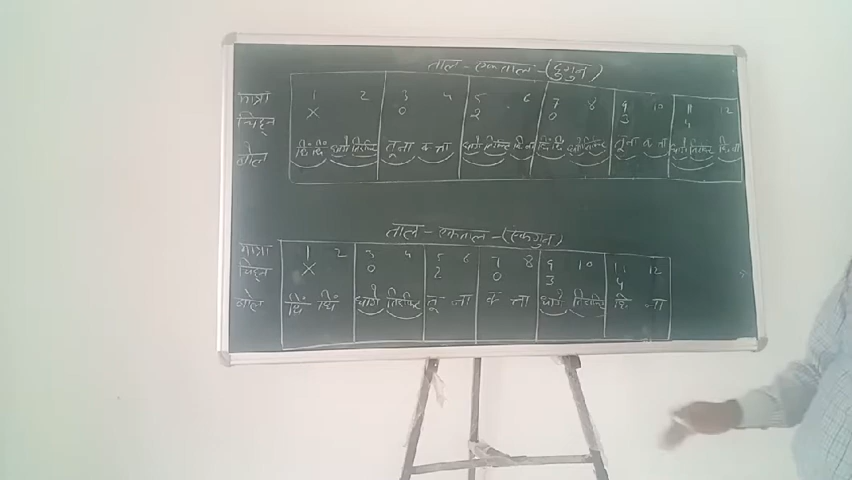 ताल - एकताल - (दुगुन)
मात्रा 1 2 3 4 5 6 7 8 9 10 11 12
चिह्न X 0 2 0 3 4
बोल धिं धिं धागे तिरकिट तूना कत्ता धागे तिरकिट धिं ना धिं धिं धागे तिरकिट तूना कत्ता धागे तिरकिट धिं ना
ताल - एकताल - (एकगुन)
मात्रा 1 2 3 4 5 6 7 8 9 10 11 12
चिह्न X 0 2 0 3 4
बोल धिं धिं धागे तिरकिट तू ना क त्ता धागे तिरकिट धिं ना